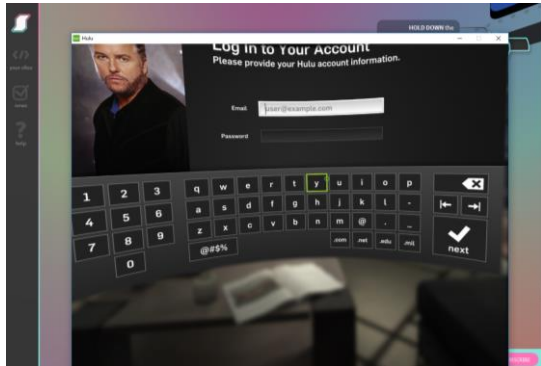 HOLD DOWN the
Hulu
Log in to Your Account
Please provide your Hulu account information.
Email
user@example.com
Password
1 2 3 q w e r t y u i o p
4 5 6 a s d f g h j k l -
7 8 9 z x c v b n m @ . _
0 @#$% .com .net .edu .mil
next
help